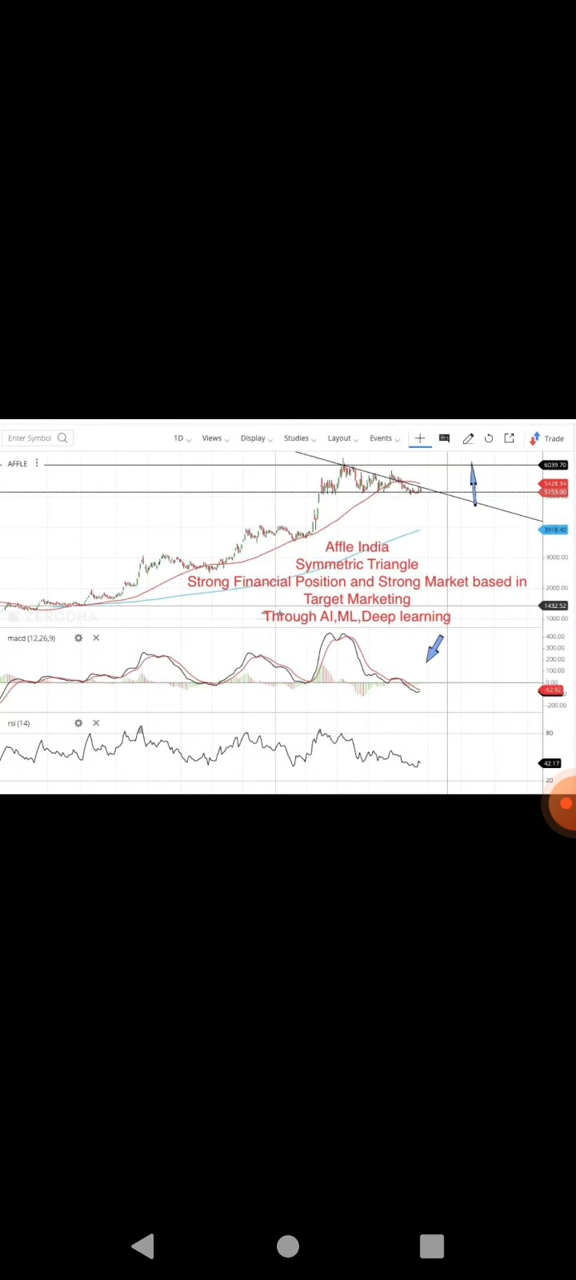 Enter Symbol
1D Views Display Studies Layout Events Trade
AFFLE
6039.70
5428.34
5153.00
3918.40
3000.00
2000.00
1432.52
1000.00
ZERODHA
Affle India
Symmetric Triangle
Strong Financial Position and Strong Market based in
Target Marketing
Through AI,ML,Deep learning
macd (12,26,9)
400.00
300.00
200.00
100.00
0.00
-200.00
rsi (14)
80
42.17
20